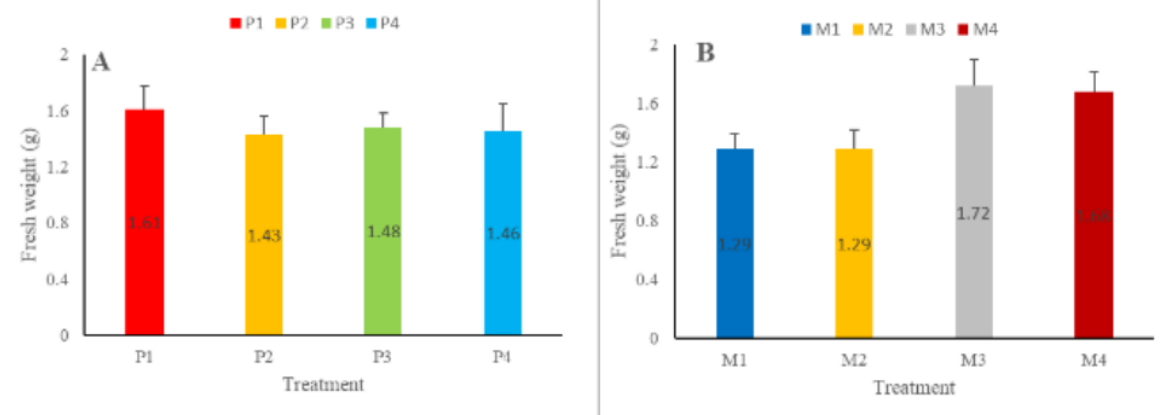 P1 P2 P3 P4
A
2
1.6
1.2
0.8
0.4
0
Fresh weight (g)
1.61
1.43
1.48
1.46
P1 P2 P3 P4
Treatment
M1 M2 M3 M4
B
2
1.6
1.2
0.8
0.4
0
Fresh weight (g)
1.29
1.29
1.72
M1 M2 M3 M4
Treatment